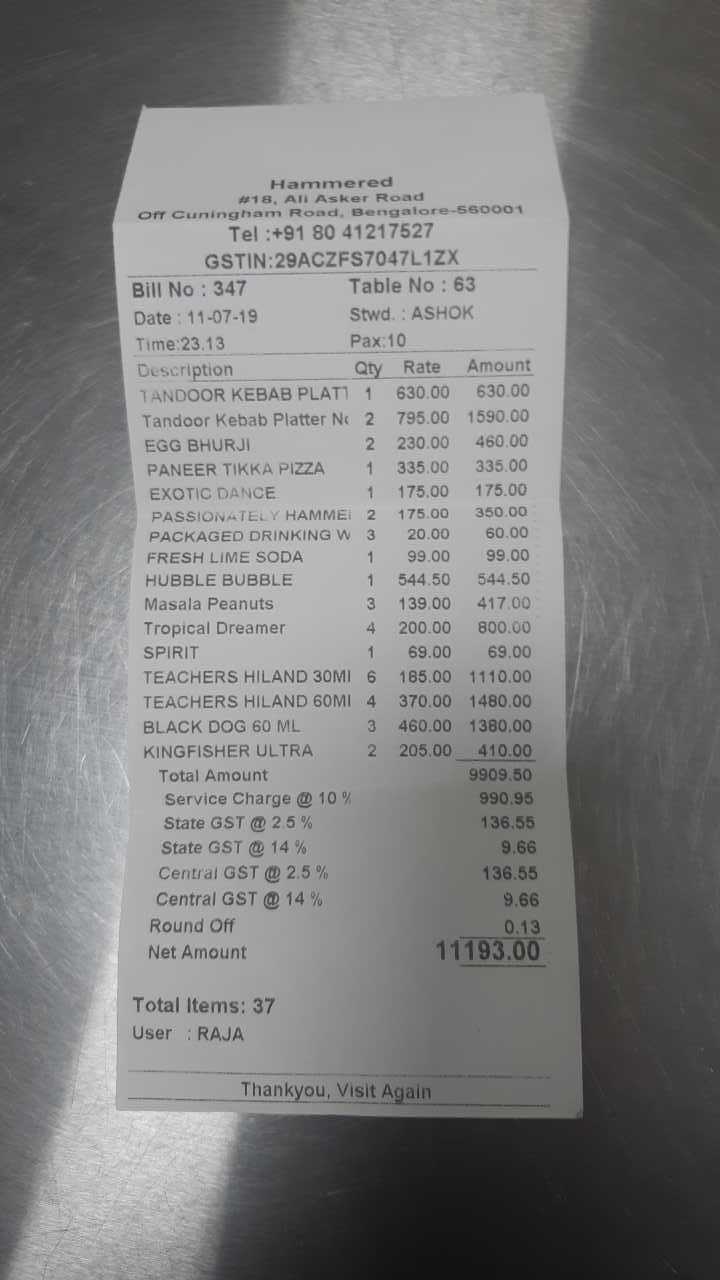 Hammered
#18, Ali Asker Road
Off Cuningham Road, Bengalore-560001
Tel :+91 80 41217527
GSTIN:29ACZFS7047L1ZX
Bill No : 347 Table No : 63
Date : 11-07-19 Stwd. : ASHOK
Time:23.13 Pax:10
Description Qty Rate Amount
TANDOOR KEBAB PLATT 1 630.00 630.00
Tandoor Kebab Platter No 2 795.00 1590.00
EGG BHURJI 2 230.00 460.00
PANEER TIKKA PIZZA 1 335.00 335.00
EXOTIC DANCE 1 175.00 175.00
PASSIONATELY HAMMEI 2 175.00 350.00
PACKAGED DRINKING W 3 20.00 60.00
FRESH LIME SODA 1 99.00 99.00
HUBBLE BUBBLE 1 544.50 544.50
Masala Peanuts 3 139.00 417.00
Tropical Dreamer 4 200.00 800.00
SPIRIT 1 69.00 69.00
TEACHERS HILAND 30MI 6 185.00 1110.00
TEACHERS HILAND 60MI 4 370.00 1480.00
BLACK DOG 60 ML 3 460.00 1380.00
KINGFISHER ULTRA 2 205.00 410.00
Total Amount 9909.50
Service Charge @ 10 % 990.95
State GST @ 2.5 % 136.55
State GST @ 14 % 9.66
Central GST @ 2.5 % 136.55
Central GST @ 14 % 9.66
Round Off 0.13
Net Amount 11193.00
Total Items: 37
User : RAJA
Thankyou, Visit Again